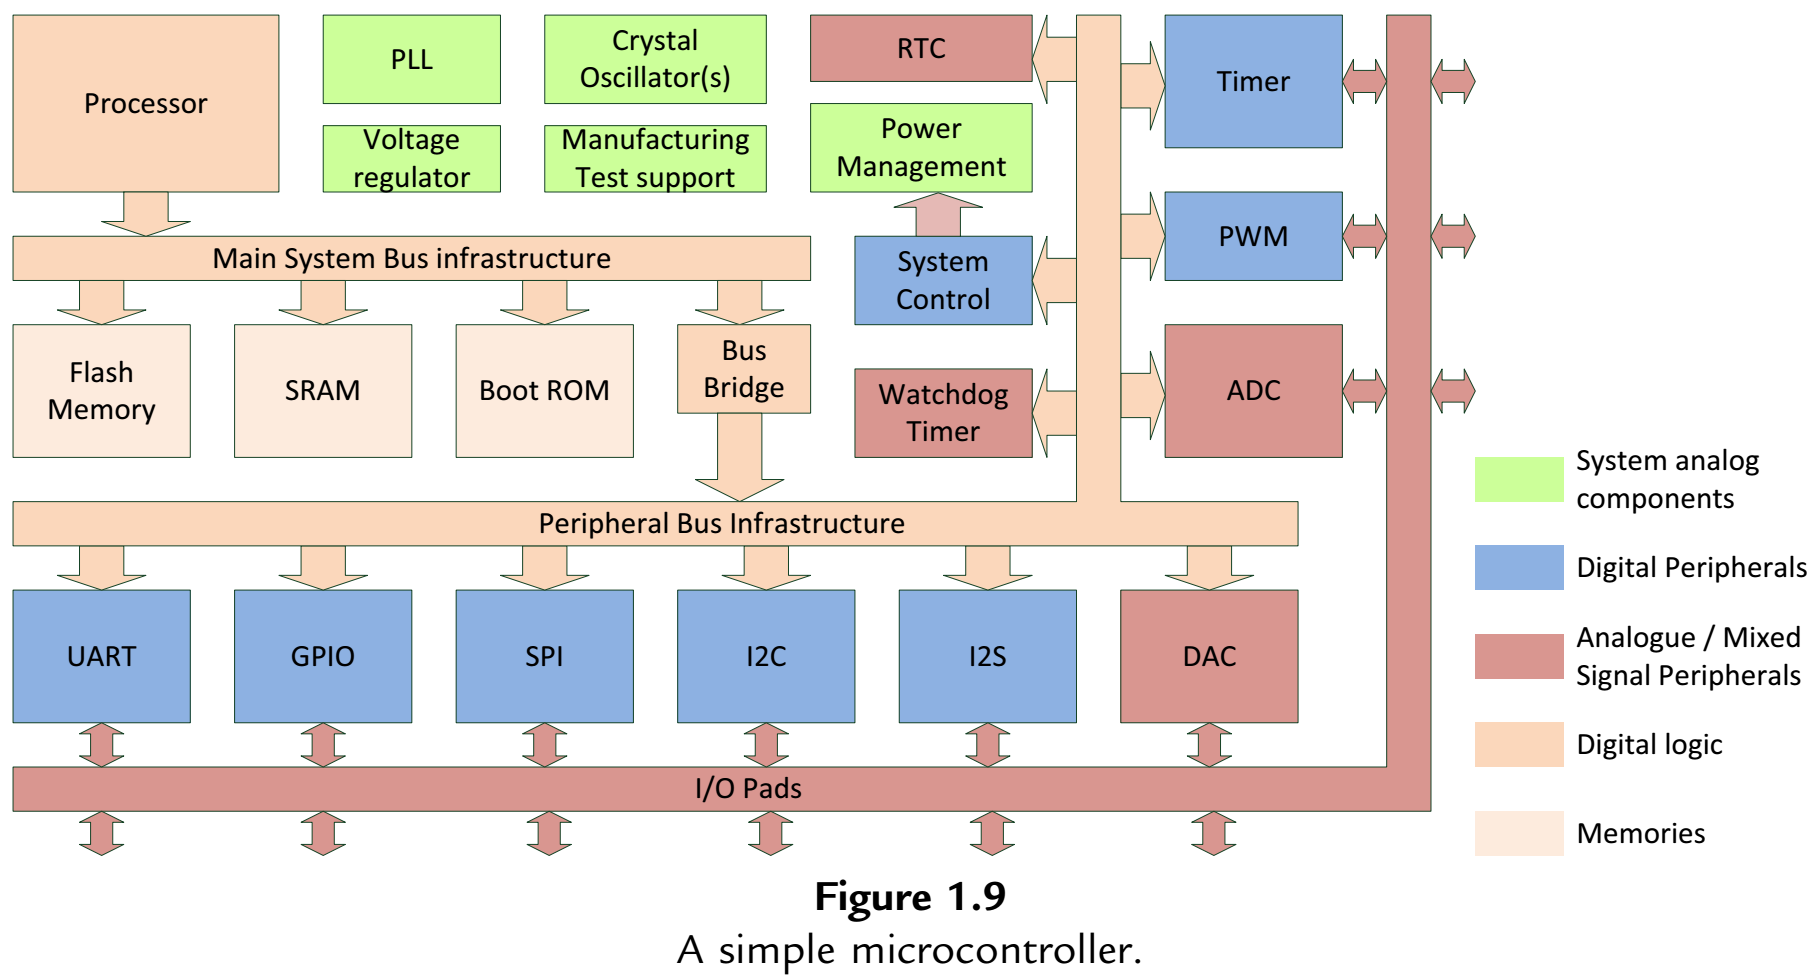 Processor
PLL
Crystal
Oscillator(s)
Voltage
regulator
Manufacturing
Test support
RTC
Power
Management
Timer
Main System Bus infrastructure
System
Control
PWM
Flash
Memory
SRAM
Boot ROM
Bus
Bridge
Watchdog
Timer
ADC
Peripheral Bus Infrastructure
UART
GPIO
SPI
I2C
I2S
DAC
I/O Pads
System analog
components
Digital Peripherals
Analogue / Mixed
Signal Peripherals
Digital logic
Memories
Figure 1.9
A simple microcontroller.